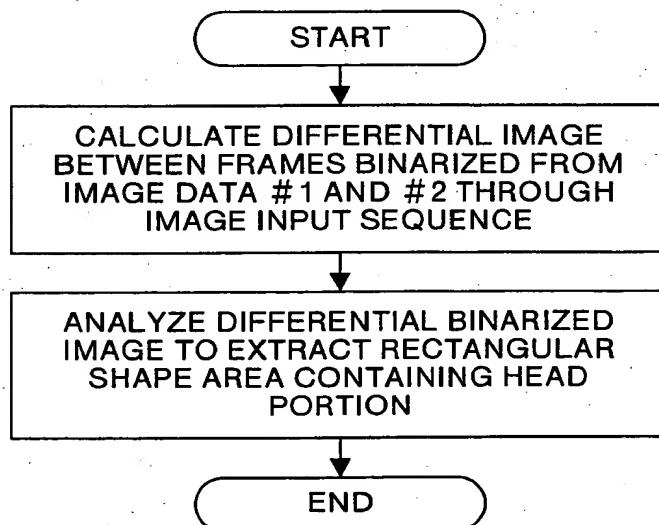 START
CALCULATE DIFFERENTIAL IMAGE
BETWEEN FRAMES BINARIZED FROM
IMAGE DATA #1 AND #2 THROUGH
IMAGE INPUT SEQUENCE
ANALYZE DIFFERENTIAL BINARIZED
IMAGE TO EXTRACT RECTANGULAR
SHAPE AREA CONTAINING HEAD
PORTION
END